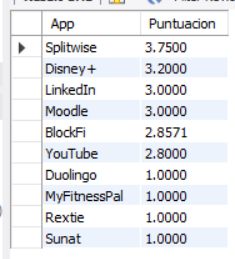 App Puntuacion
Splitwise 3.7500
Disney+ 3.2000
LinkedIn 3.0000
Moodle 3.0000
BlockFi 2.8571
YouTube 2.8000
Duolingo 1.0000
MyFitnessPal 1.0000
Rextie 1.0000
Sunat 1.0000